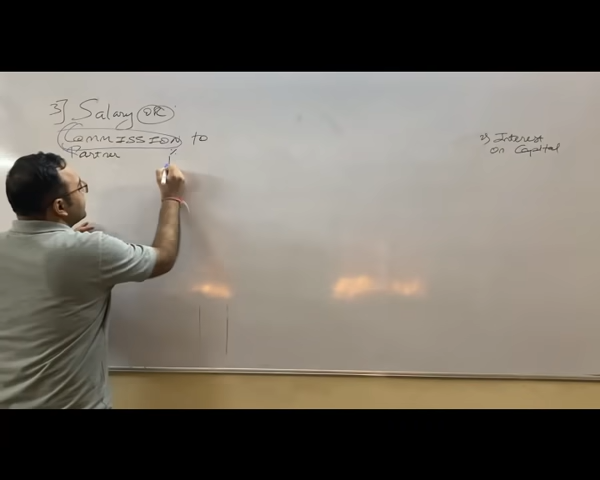 3] Salary OR
Commission to
Partner
2) Interest
on Capital